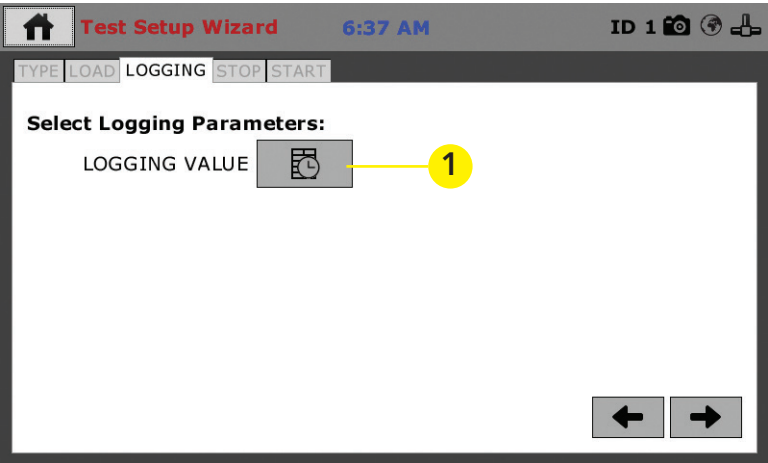 Test Setup Wizard 6:37 AM ID 1
TYPE LOAD LOGGING STOP START
Select Logging Parameters:
LOGGING VALUE 1